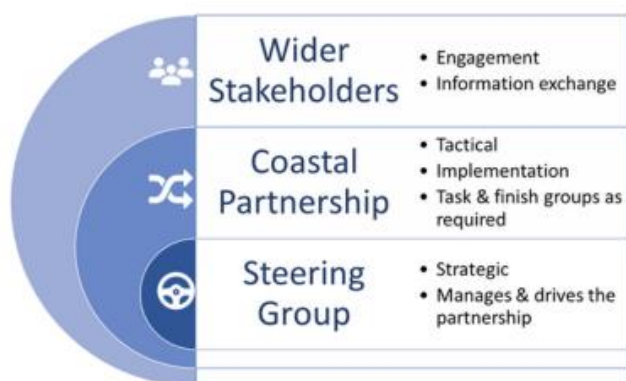 Wider
Stakeholders
• Engagement
• Information exchange
Coastal
Partnership
• Tactical
• Implementation
• Task & finish groups as
required
Steering
Group
• Strategic
• Manages & drives the
partnership